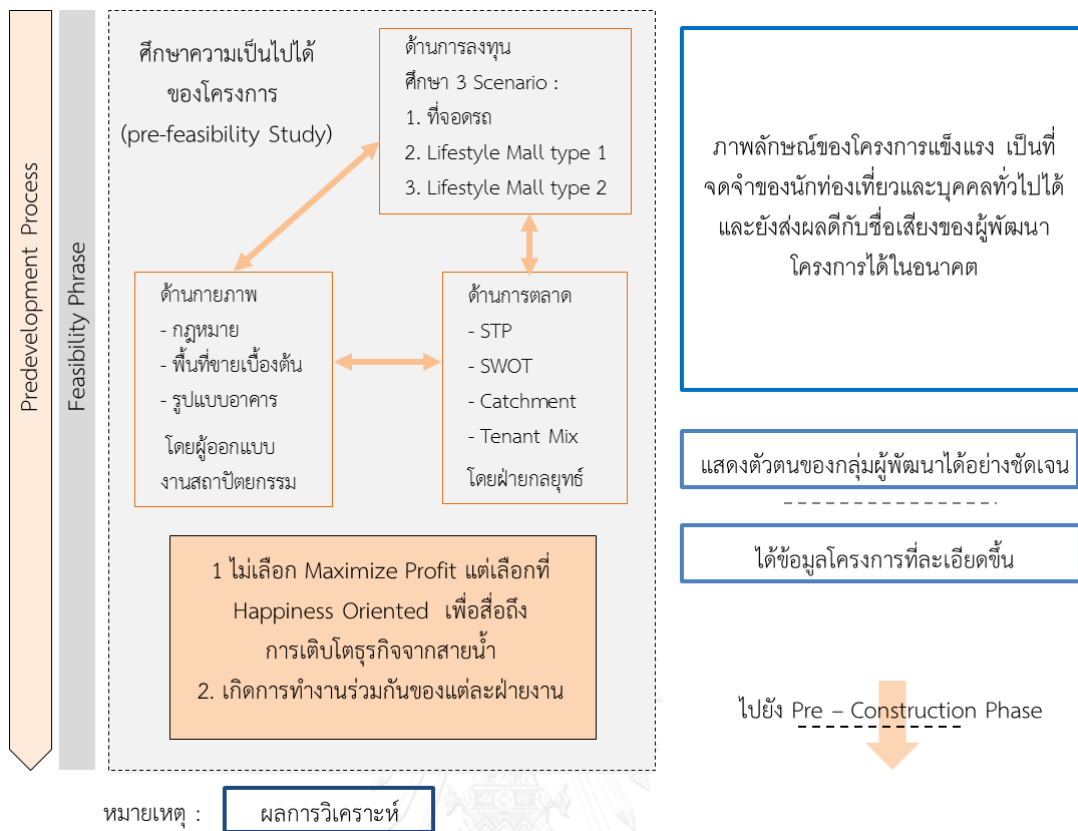 Predevelopment Process
Feasibility Phrase
ศึกษาความเป็นไปได้
ของโครงการ
(pre-feasibility Study)
ด้านการลงทุน
ศึกษา 3 Scenario :
1. ที่จอดรถ
2. Lifestyle Mall type 1
3. Lifestyle Mall type 2
ด้านกายภาพ
- กฎหมาย
- พื้นที่ขายเบื้องต้น
- รูปแบบอาคาร
โดยผู้ออกแบบ
งานสถาปัตยกรรม
ด้านการตลาด
- STP
- SWOT
- Catchment
- Tenant Mix
โดยฝ่ายกลยุทธ์
1 ไม่เลือก Maximize Profit แต่เลือกที่
Happiness Oriented เพื่อสื่อถึง
การเติบโตธุรกิจจากสายน้ำ
2. เกิดการทำงานร่วมกันของแต่ละฝ่ายงาน
ภาพลักษณ์ของโครงการแข็งแรง เป็นที่
จดจำของนักท่องเที่ยวและบุคคลทั่วไปได้
และยังส่งผลดีกับชื่อเสียงของผู้พัฒนา
โครงการได้ในอนาคต
แสดงตัวตนของกลุ่มผู้พัฒนาได้อย่างชัดเจน
ได้ข้อมูลโครงการที่ละเอียดขึ้น
ไปยัง Pre – Construction Phase
หมายเหตุ :
ผลการวิเคราะห์